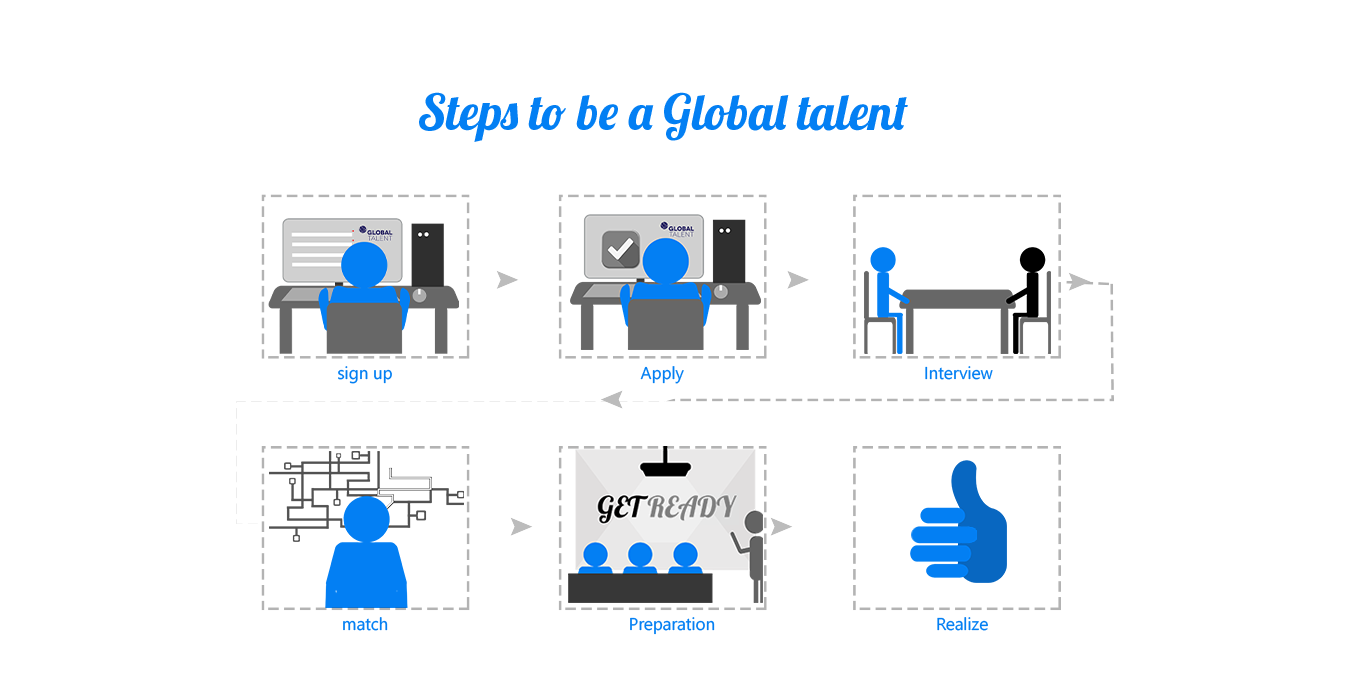 Steps to be a Global talent
GLOBAL
TALENT
GLOBAL
TALENT
sign up
Apply
Interview
GET READY
match
Preparation
Realize